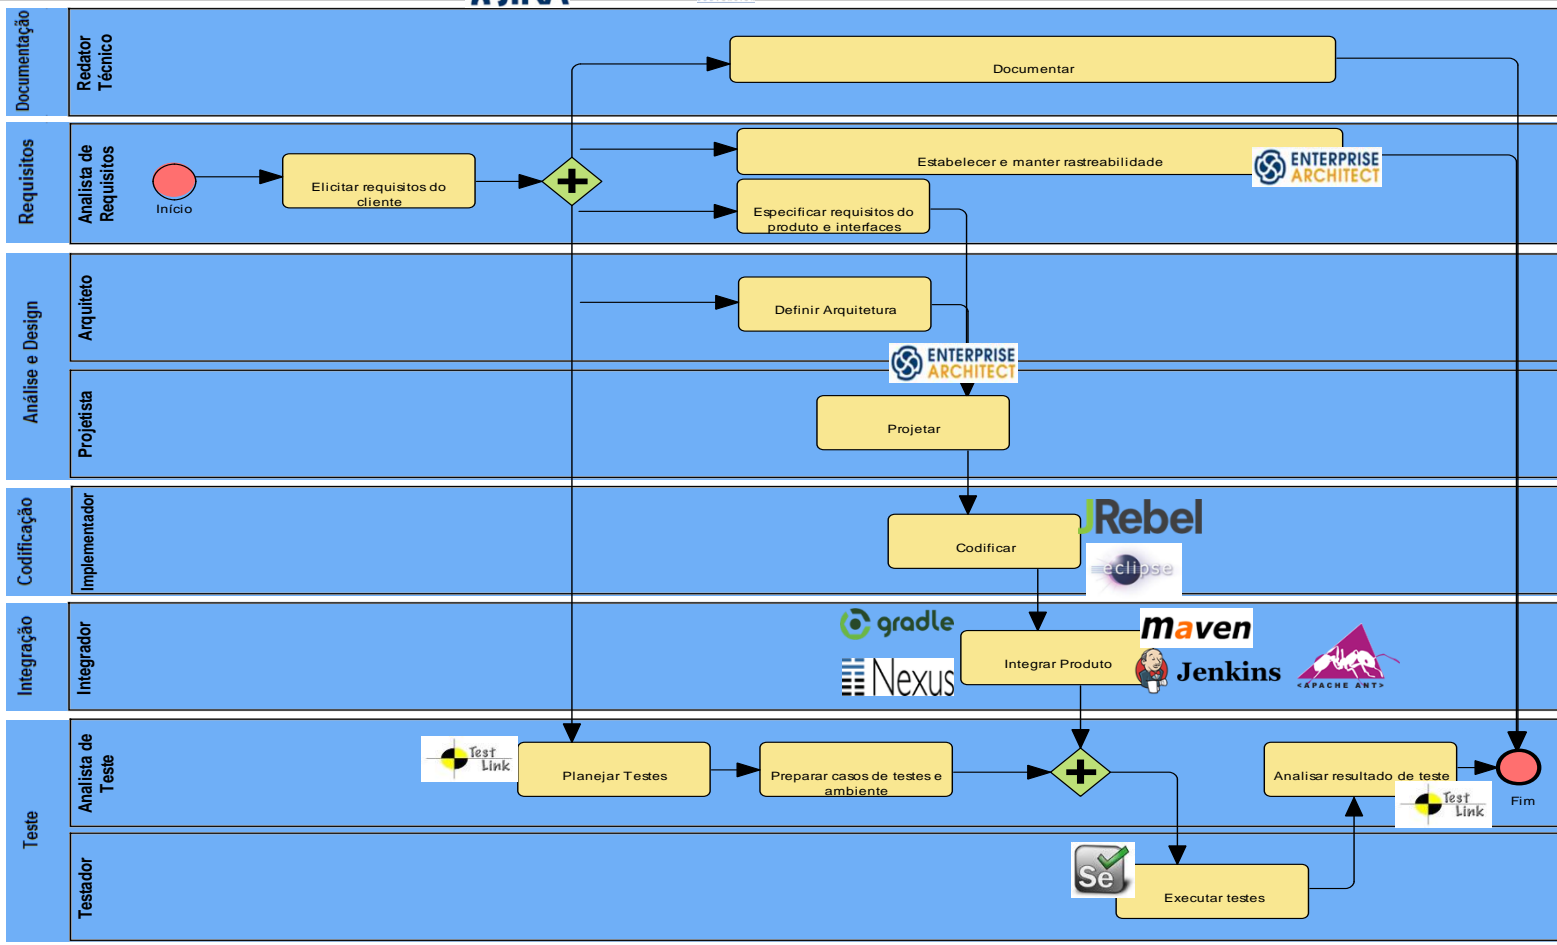 Documentação
Redator
Técnico
Documentar
Requisitos
Analista de
Requisitos
Início
Elicitar requisitos do
cliente
Estabelecer e manter rastreabilidade
ENTERPRISE
ARCHITECT
Especificar requisitos do
produto e interfaces
Análise e Design
Arquiteto
Definir Arquitetura
ENTERPRISE
ARCHITECT
Projetista
Projetar
Codificação
Implementador
Codificar
JRebel
eclipse
Integração
Integrador
gradle
Nexus
Integrar Produto
maven
Jenkins
<APACHE ANT>
Teste
Analista de
Teste
Test
Link
Planejar Testes
Preparar casos de testes e
ambiente
Analisar resultado de teste
Test
Link
Fim
Testador
Se
Executar testes